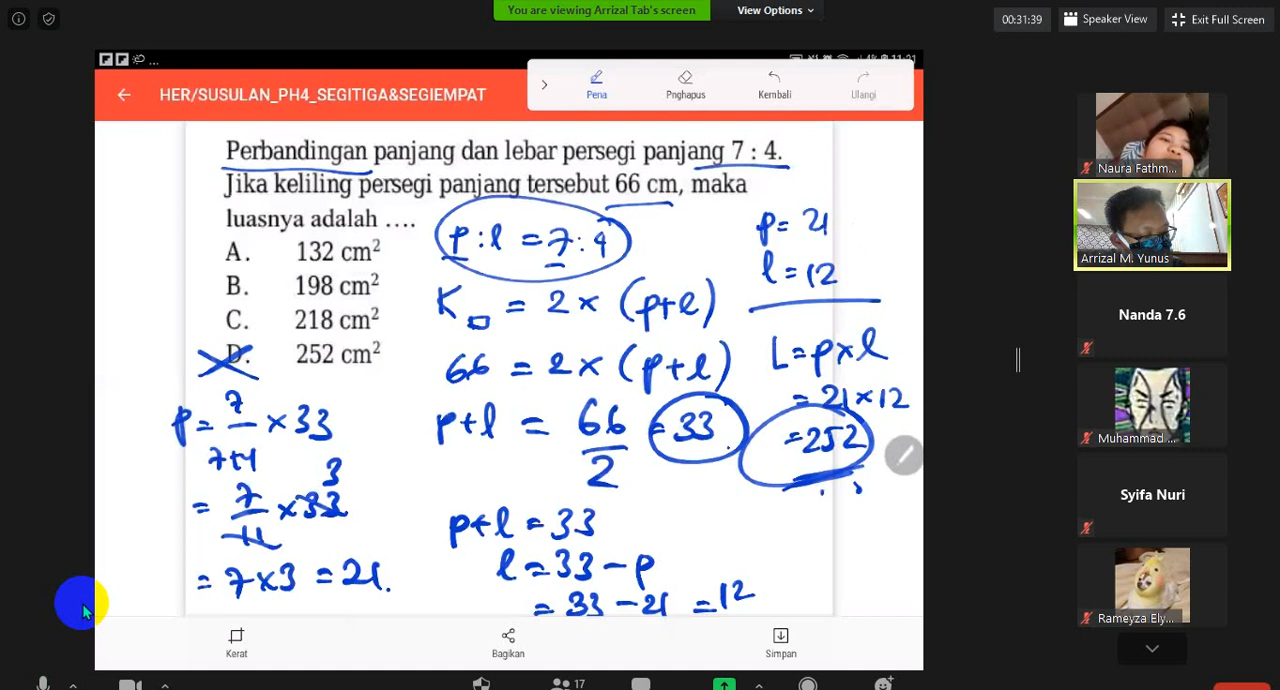 You are viewing Arrizal Tab's screen
View Options
00:31:39
Speaker View
Exit Full Screen
HER/SUSULAN_PH4_SEGITIGA&SEGIEMPAT
Pena
Pnghapus
Kembali
Ulangi
Perbandingan panjang dan lebar persegi panjang 7 : 4.
Jika keliling persegi panjang tersebut 66 cm, maka
luasnya adalah ....
A. 132 cm²
B. 198 cm²
C. 218 cm²
D. 252 cm²
p : l = 7 : 4
K▭ = 2 × (p+l)
66 = 2 × (p+l)
p+l = 66/2 = 33
p = 7/7+4 × 33
= 7/11 × 33 3
= 7×3 = 21.
p+l = 33
l = 33 - p
= 33 - 21 = 12
p = 21
l = 12
L = p×l
= 21×12
= 252
Kerat
Bagikan
Simpan
Naura Fathm...
Arrizal M. Yunus
Nanda 7.6
Muhammad ...
Syifa Nuri
Rameyza Ely...
17